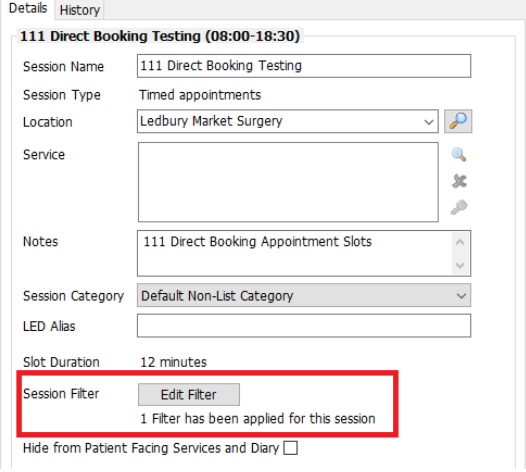 Details History
111 Direct Booking Testing (08:00-18:30)
Session Name 111 Direct Booking Testing
Session Type Timed appointments
Location Ledbury Market Surgery
Service
Notes 111 Direct Booking Appointment Slots
Session Category Default Non-List Category
LED Alias
Slot Duration 12 minutes
Session Filter Edit Filter
1 Filter has been applied for this session
Hide from Patient Facing Services and Diary